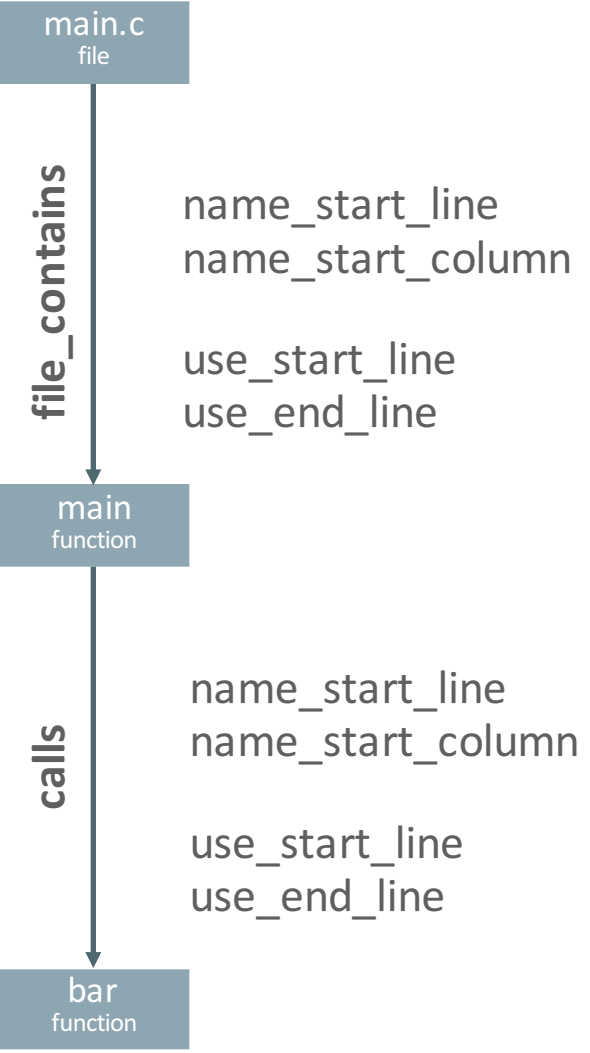 main.c
file
file_contains
name_start_line
name_start_column
use_start_line
use_end_line
main
function
calls
name_start_line
name_start_column
use_start_line
use_end_line
bar
function